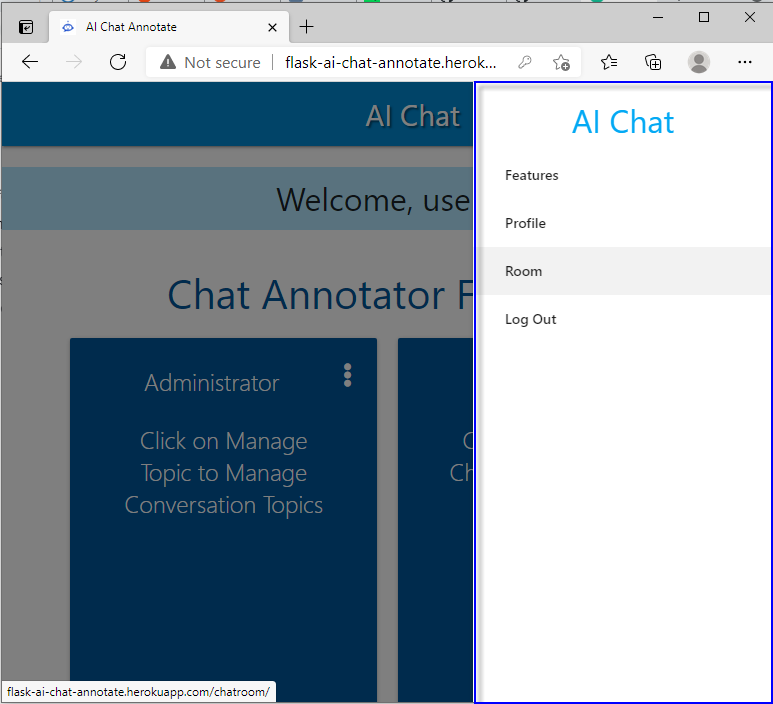 AI Chat Annotate
Not secure
flask-ai-chat-annotate.herok...
AI Chat
Welcome, use
Chat Annotator F
Administrator
Click on Manage
Topic to Manage
Conversation Topics
C
Ch
AI Chat
Features
Profile
Room
Log Out
flask-ai-chat-annotate.herokuapp.com/chatroom/